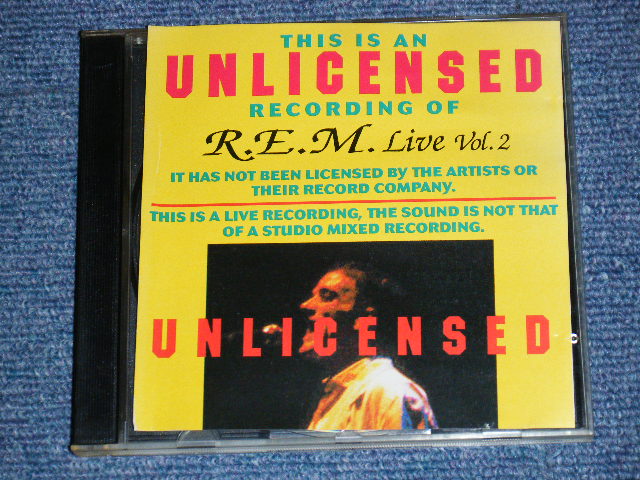 THIS IS AN
UNLICENSED
RECORDING OF
R.E.M. Live Vol. 2
IT HAS NOT BEEN LICENSED BY THE ARTISTS OR
THEIR RECORD COMPANY.
THIS IS A LIVE RECORDING, THE SOUND IS NOT THAT
OF A STUDIO MIXED RECORDING.
UNLICENSED